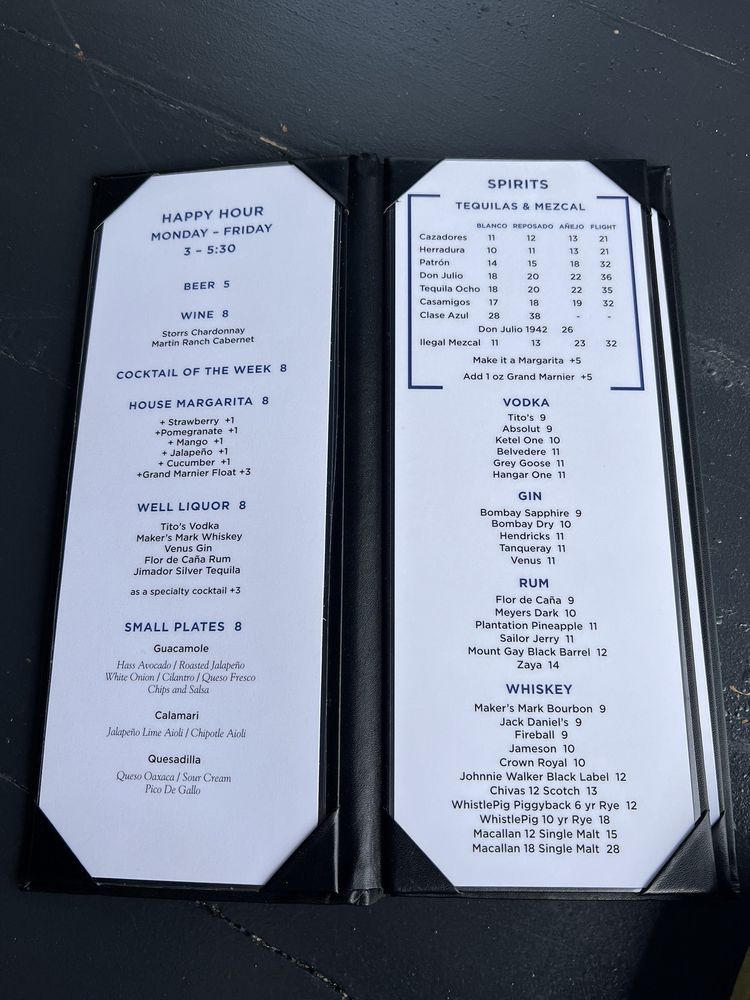 HAPPY HOUR
MONDAY – FRIDAY
3 – 5:30
BEER 5
WINE 8
Storrs Chardonnay
Martin Ranch Cabernet
COCKTAIL OF THE WEEK 8
HOUSE MARGARITA 8
+ Strawberry +1
+Pomegranate +1
+ Mango +1
+ Jalapeño +1
+ Cucumber +1
+Grand Marnier Float +3
WELL LIQUOR 8
Tito's Vodka
Maker's Mark Whiskey
Venus Gin
Flor de Caña Rum
Jimador Silver Tequila
as a specialty cocktail +3
SMALL PLATES 8
Guacamole
Hass Avocado / Roasted Jalapeño
White Onion / Cilantro / Queso Fresco
Chips and Salsa
Calamari
Jalapeño Lime Aioli / Chipotle Aioli
Quesadilla
Queso Oaxaca / Sour Cream
Pico De Gallo
SPIRITS
TEQUILAS & MEZCAL
BLANCO REPOSADO AÑEJO FLIGHT
Cazadores 11 12 13 21
Herradura 10 11 13 21
Patrón 14 15 18 32
Don Julio 18 20 22 36
Tequila Ocho 18 20 22 35
Casamigos 17 18 19 32
Clase Azul 28 38 - -
Don Julio 1942 26
Ilegal Mezcal 11 13 23 32
Make it a Margarita +5
Add 1 oz Grand Marnier +5
VODKA
Tito's 9
Absolut 9
Ketel One 10
Belvedere 11
Grey Goose 11
Hangar One 11
GIN
Bombay Sapphire 9
Bombay Dry 10
Hendricks 11
Tanqueray 11
Venus 11
RUM
Flor de Caña 9
Meyers Dark 10
Plantation Pineapple 11
Sailor Jerry 11
Mount Gay Black Barrel 12
Zaya 14
WHISKEY
Maker's Mark Bourbon 9
Jack Daniel's 9
Fireball 9
Jameson 10
Crown Royal 10
Johnnie Walker Black Label 12
Chivas 12 Scotch 13
WhistlePig Piggyback 6 yr Rye 12
WhistlePig 10 yr Rye 18
Macallan 12 Single Malt 15
Macallan 18 Single Malt 28